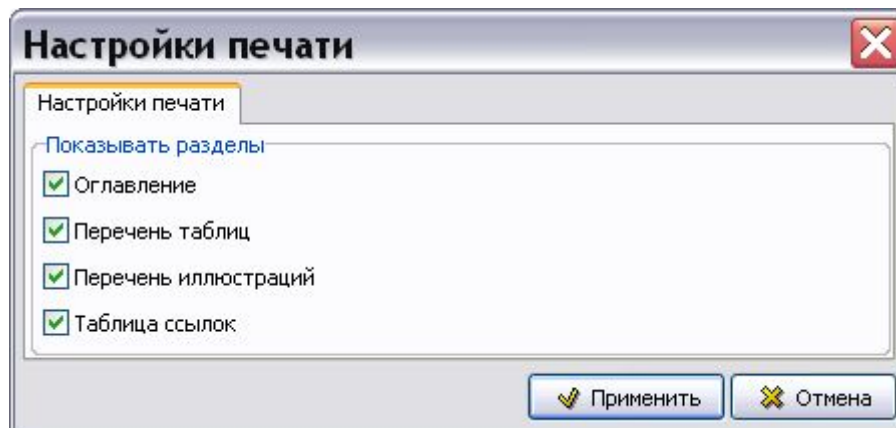 Настройки печати
Настройки печати
Показывать разделы
Оглавление
Перечень таблиц
Перечень иллюстраций
Таблица ссылок
Применить Отмена